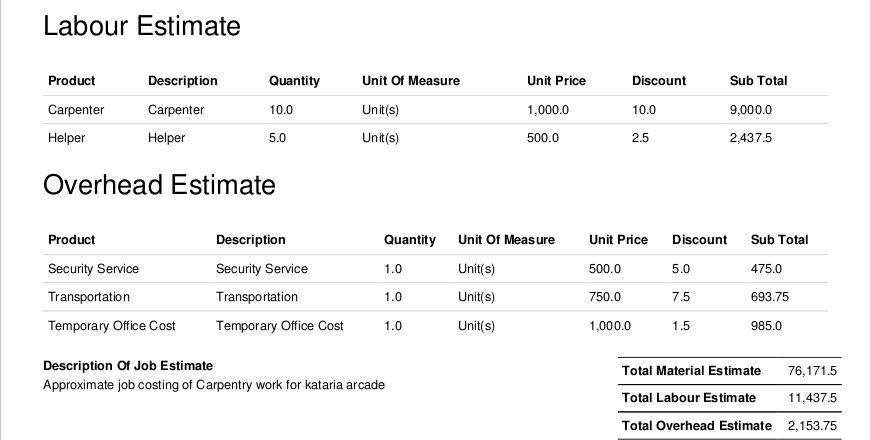 Labour Estimate
Product Description Quantity Unit Of Measure Unit Price Discount Sub Total
Carpenter Carpenter 10.0 Unit(s) 1,000.0 10.0 9,000.0
Helper Helper 5.0 Unit(s) 500.0 2.5 2,437.5
Overhead Estimate
Product Description Quantity Unit Of Measure Unit Price Discount Sub Total
Security Service Security Service 1.0 Unit(s) 500.0 5.0 475.0
Transportation Transportation 1.0 Unit(s) 750.0 7.5 693.75
Temporary Office Cost Temporary Office Cost 1.0 Unit(s) 1,000.0 1.5 985.0
Description Of Job Estimate
Approximate job costing of Carpentry work for kataria arcade
Total Material Estimate 76,171.5
Total Labour Estimate 11,437.5
Total Overhead Estimate 2,153.75